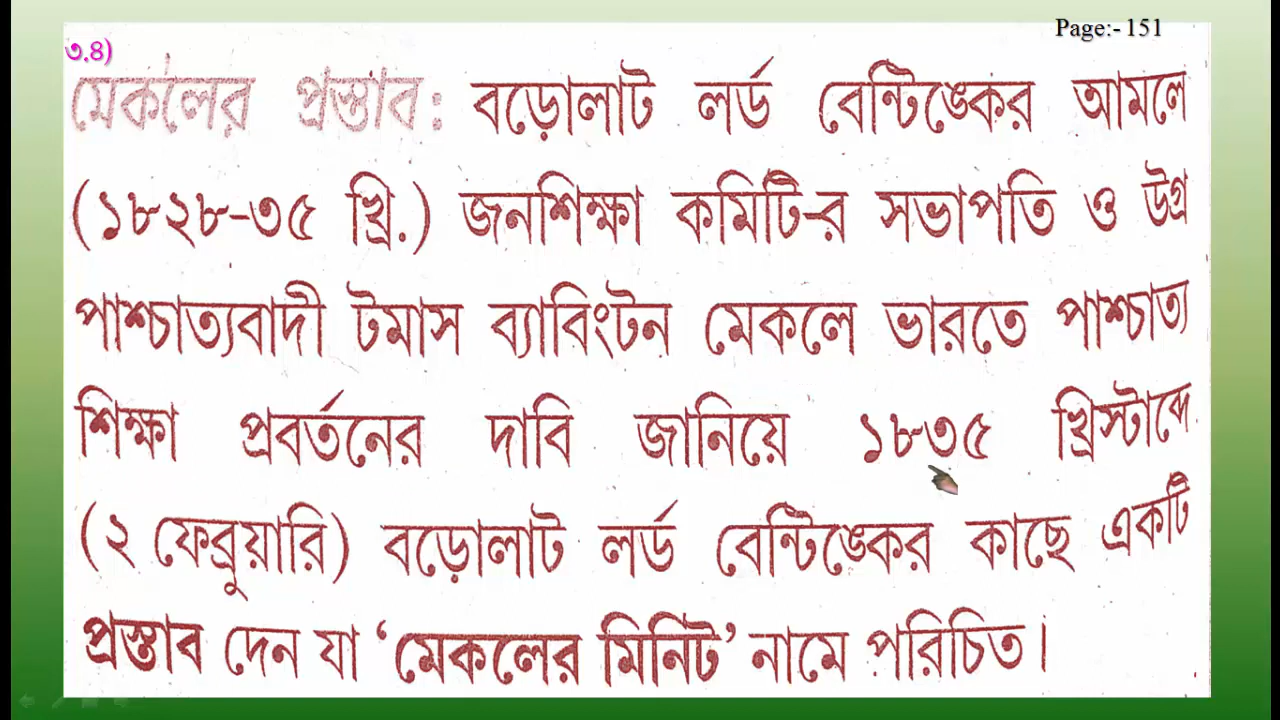 Page:- 151
৩.৪)
মেকলের প্রস্তাব: বড়োলাট লর্ড বেন্টিঙ্কের আমলে
(১৮২৮-৩৫ খ্রি.) জনশিক্ষা কমিটি-র সভাপতি ও উগ্র
পাশ্চাত্যবাদী টমাস ব্যাবিংটন মেকলে ভারতে পাশ্চাত্য
শিক্ষা প্রবর্তনের দাবি জানিয়ে ১৮৩৫ খ্রিস্টাব্দে
(২ ফেব্রুয়ারি) বড়োলাট লর্ড বেন্টিঙ্কের কাছে একটি
প্রস্তাব দেন যা ‘মেকলের মিনিট’ নামে পরিচিত।